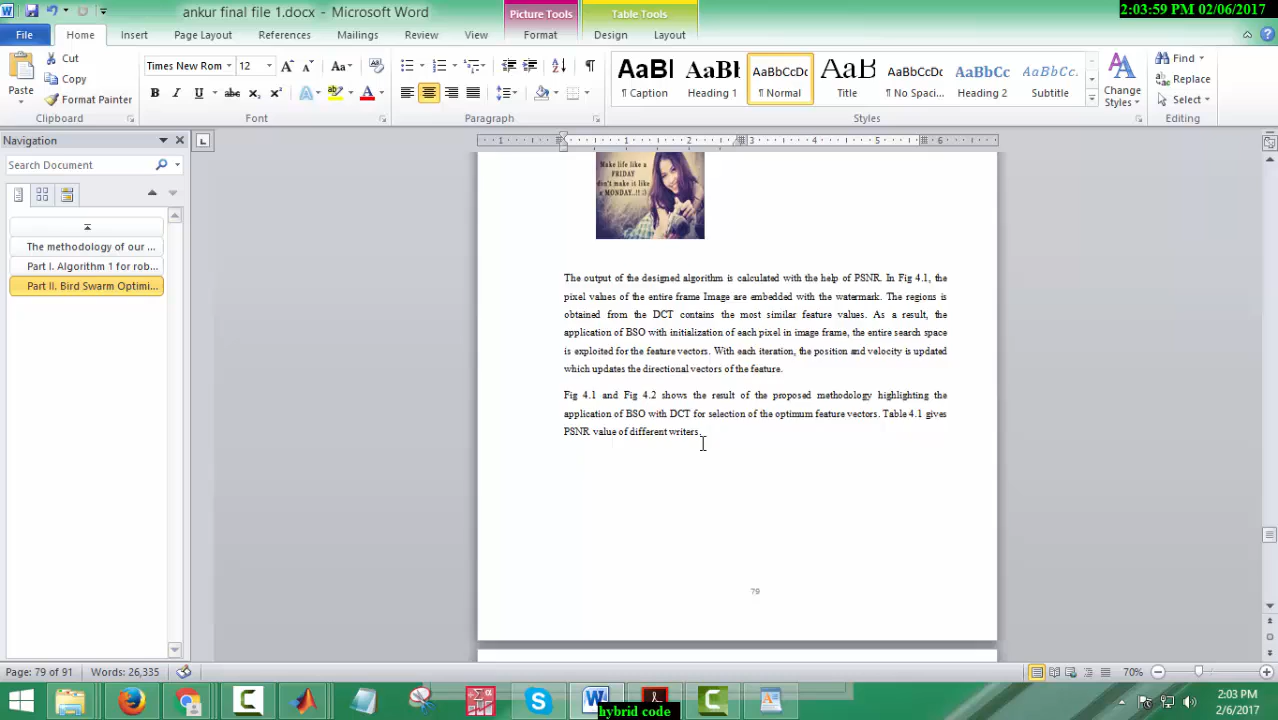 ankur final file 1.docx - Microsoft Word
Picture Tools
Table Tools
2:03:59 PM 02/06/2017
File
Home
Insert
Page Layout
References
Mailings
Review
View
Format
Design
Layout
Paste
Cut
Copy
Format Painter
Clipboard
Times New Rom
12
Font
Paragraph
AaBl
¶ Caption
AaBb
Heading 1
AaBbCcDc
¶ Normal
AaB
Title
AaBbCcDc
¶ No Spaci...
AaBbCc
Heading 2
AaBbCc.
Subtitle
Change Styles
Styles
Find
Replace
Select
Editing
Navigation
Search Document
The methodology of our ...
Part I. Algorithm 1 for rob...
Part II. Bird Swarm Optimi...
Make life like a
FRIDAY
don't make it like
a MONDAY..!! :)
The output of the designed algorithm is calculated with the help of PSNR. In Fig 4.1, the
pixel values of the entire frame Image are embedded with the watermark. The regions is
obtained from the DCT contains the most similar feature values. As a result, the
application of BSO with initialization of each pixel in image frame, the entire search space
is exploited for the feature vectors. With each iteration, the position and velocity is updated
which updates the directional vectors of the feature.
Fig 4.1 and Fig 4.2 shows the result of the proposed methodology highlighting the
application of BSO with DCT for selection of the optimum feature vectors. Table 4.1 gives
PSNR value of different writers.
79
Page: 79 of 91
Words: 26,335
70%
hybrid code
2:03 PM
2/6/2017